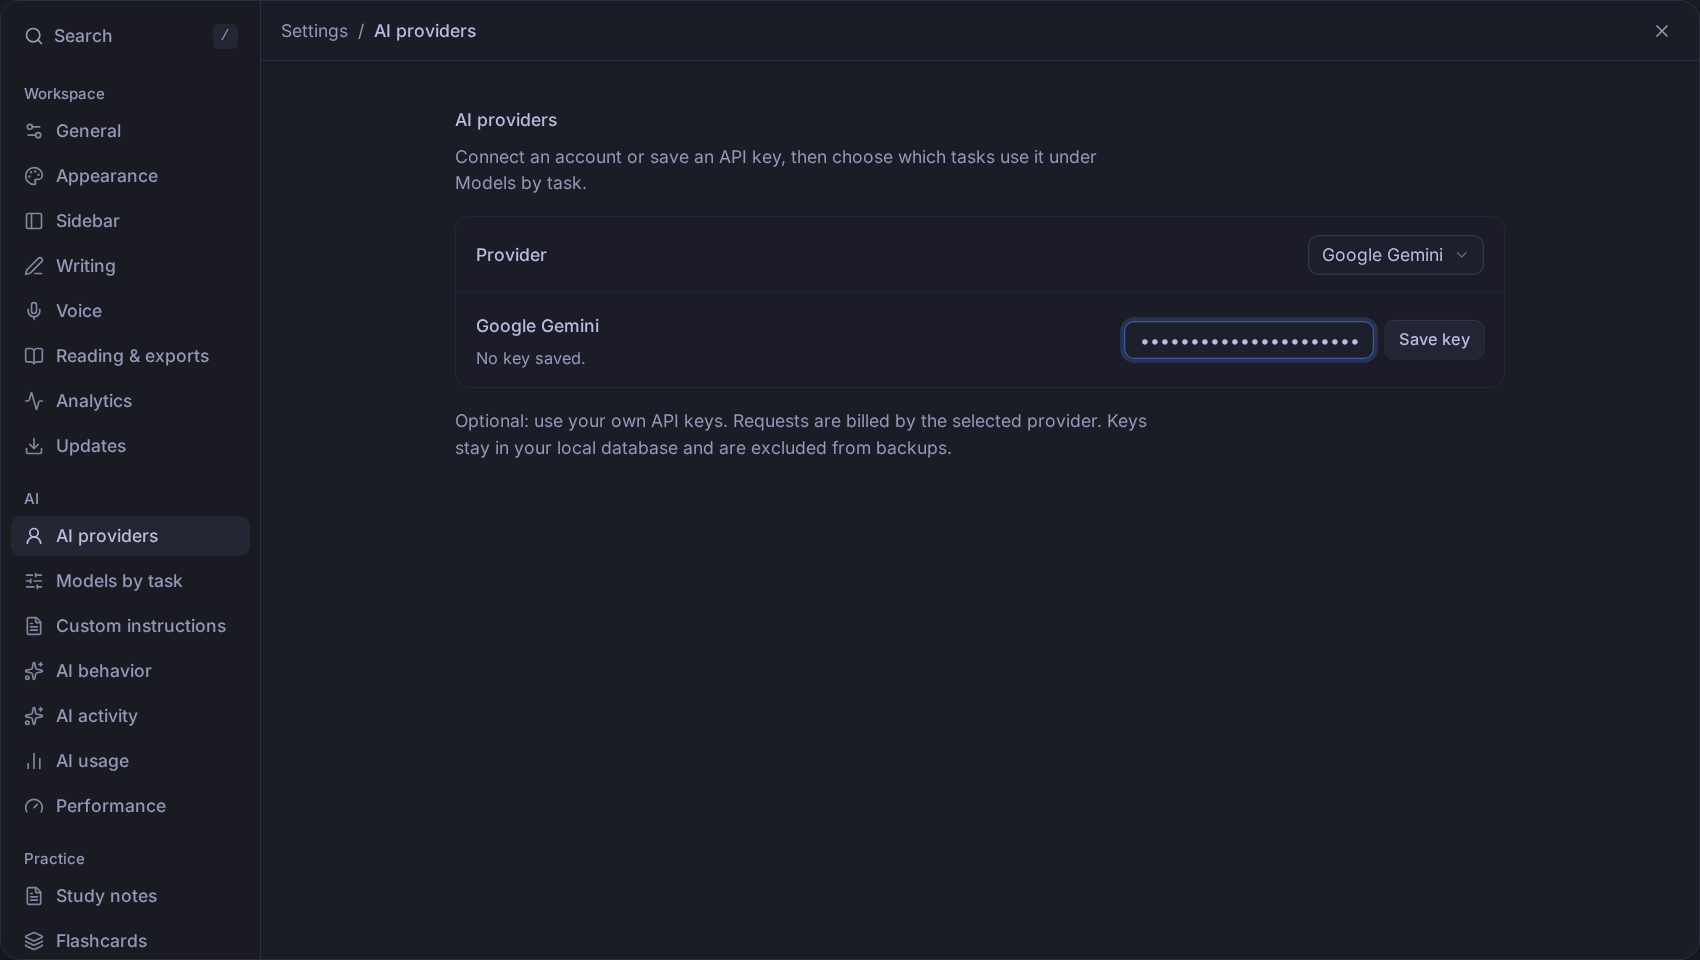 Search
/
Settings / AI providers
Workspace
General
Appearance
Sidebar
Writing
Voice
Reading & exports
Analytics
Updates
AI
AI providers
Models by task
Custom instructions
AI behavior
AI activity
AI usage
Performance
Practice
Study notes
Flashcards
AI providers
Connect an account or save an API key, then choose which tasks use it under
Models by task.
Provider
Google Gemini
Google Gemini
No key saved.
••••••••••••••••••••••
Save key
Optional: use your own API keys. Requests are billed by the selected provider. Keys
stay in your local database and are excluded from backups.